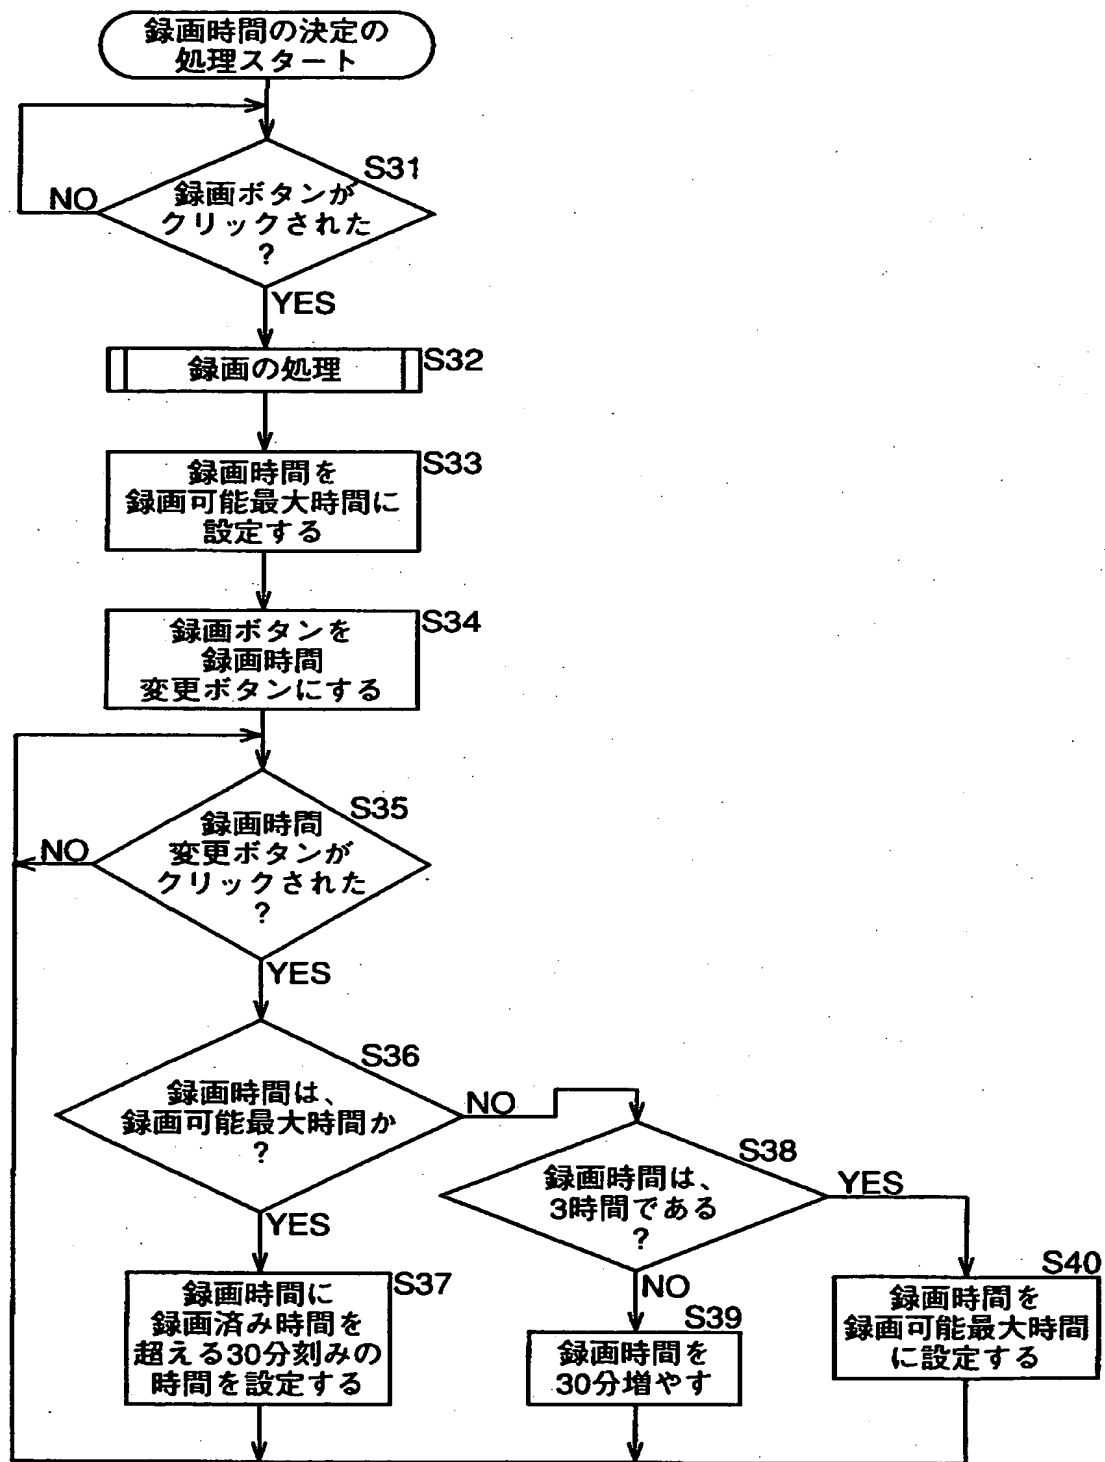 録画時間の決定の
処理スタート
S31
録画ボタンが
クリックされた
?
NO
YES
録画の処理
S32
S33
録画時間を
録画可能最大時間に
設定する
S34
録画ボタンを
録画時間
変更ボタンにする
S35
録画時間
変更ボタンが
クリックされた
?
NO
YES
S36
録画時間は、
録画可能最大時間か
?
NO
YES
S38
録画時間は、
3時間である
?
YES
NO
S37
録画時間に
録画済み時間を
超える30分刻みの
時間を設定する
S39
録画時間を
30分増やす
S40
録画時間を
録画可能最大時間
に設定する